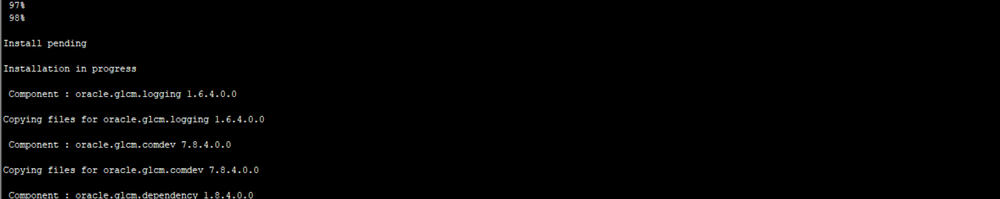 97%
98%
Install pending
Installation in progress
Component : oracle.glcm.logging 1.6.4.0.0
Copying files for oracle.glcm.logging 1.6.4.0.0
Component : oracle.glcm.comdev 7.8.4.0.0
Copying files for oracle.glcm.comdev 7.8.4.0.0
Component : oracle.glcm.dependency 1.8.4.0.0